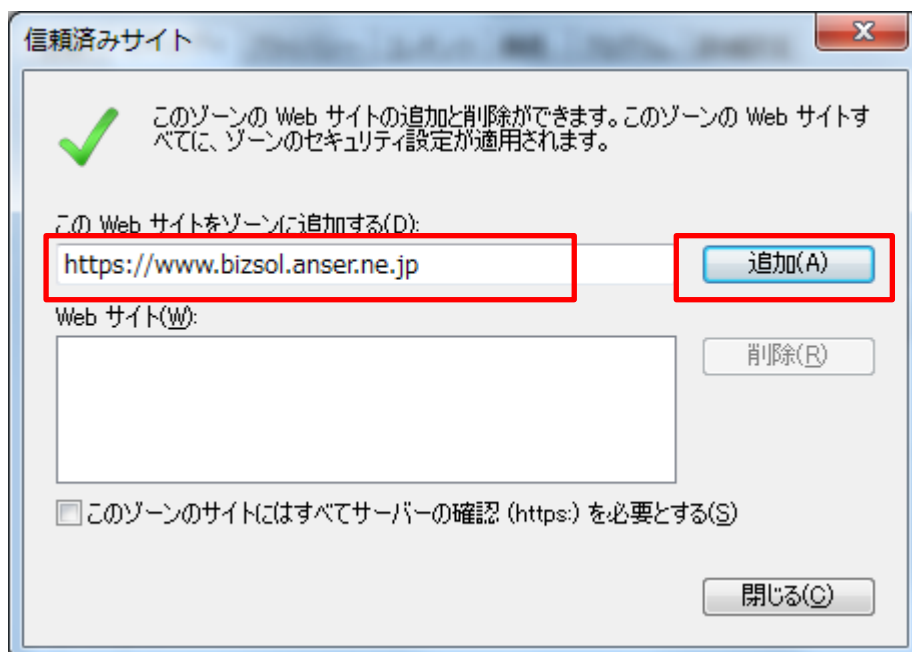 信頼済みサイト
このゾーンの Web サイトの追加と削除ができます。このゾーンの Web サイトす
べてに、ゾーンのセキュリティ設定が適用されます。
この Web サイトをゾーンに追加する(D):
https://www.bizsol.anser.ne.jp
追加(A)
Web サイト(W):
削除(R)
このゾーンのサイトにはすべてサーバーの確認 (https:) を必要とする(S)
閉じる(C)